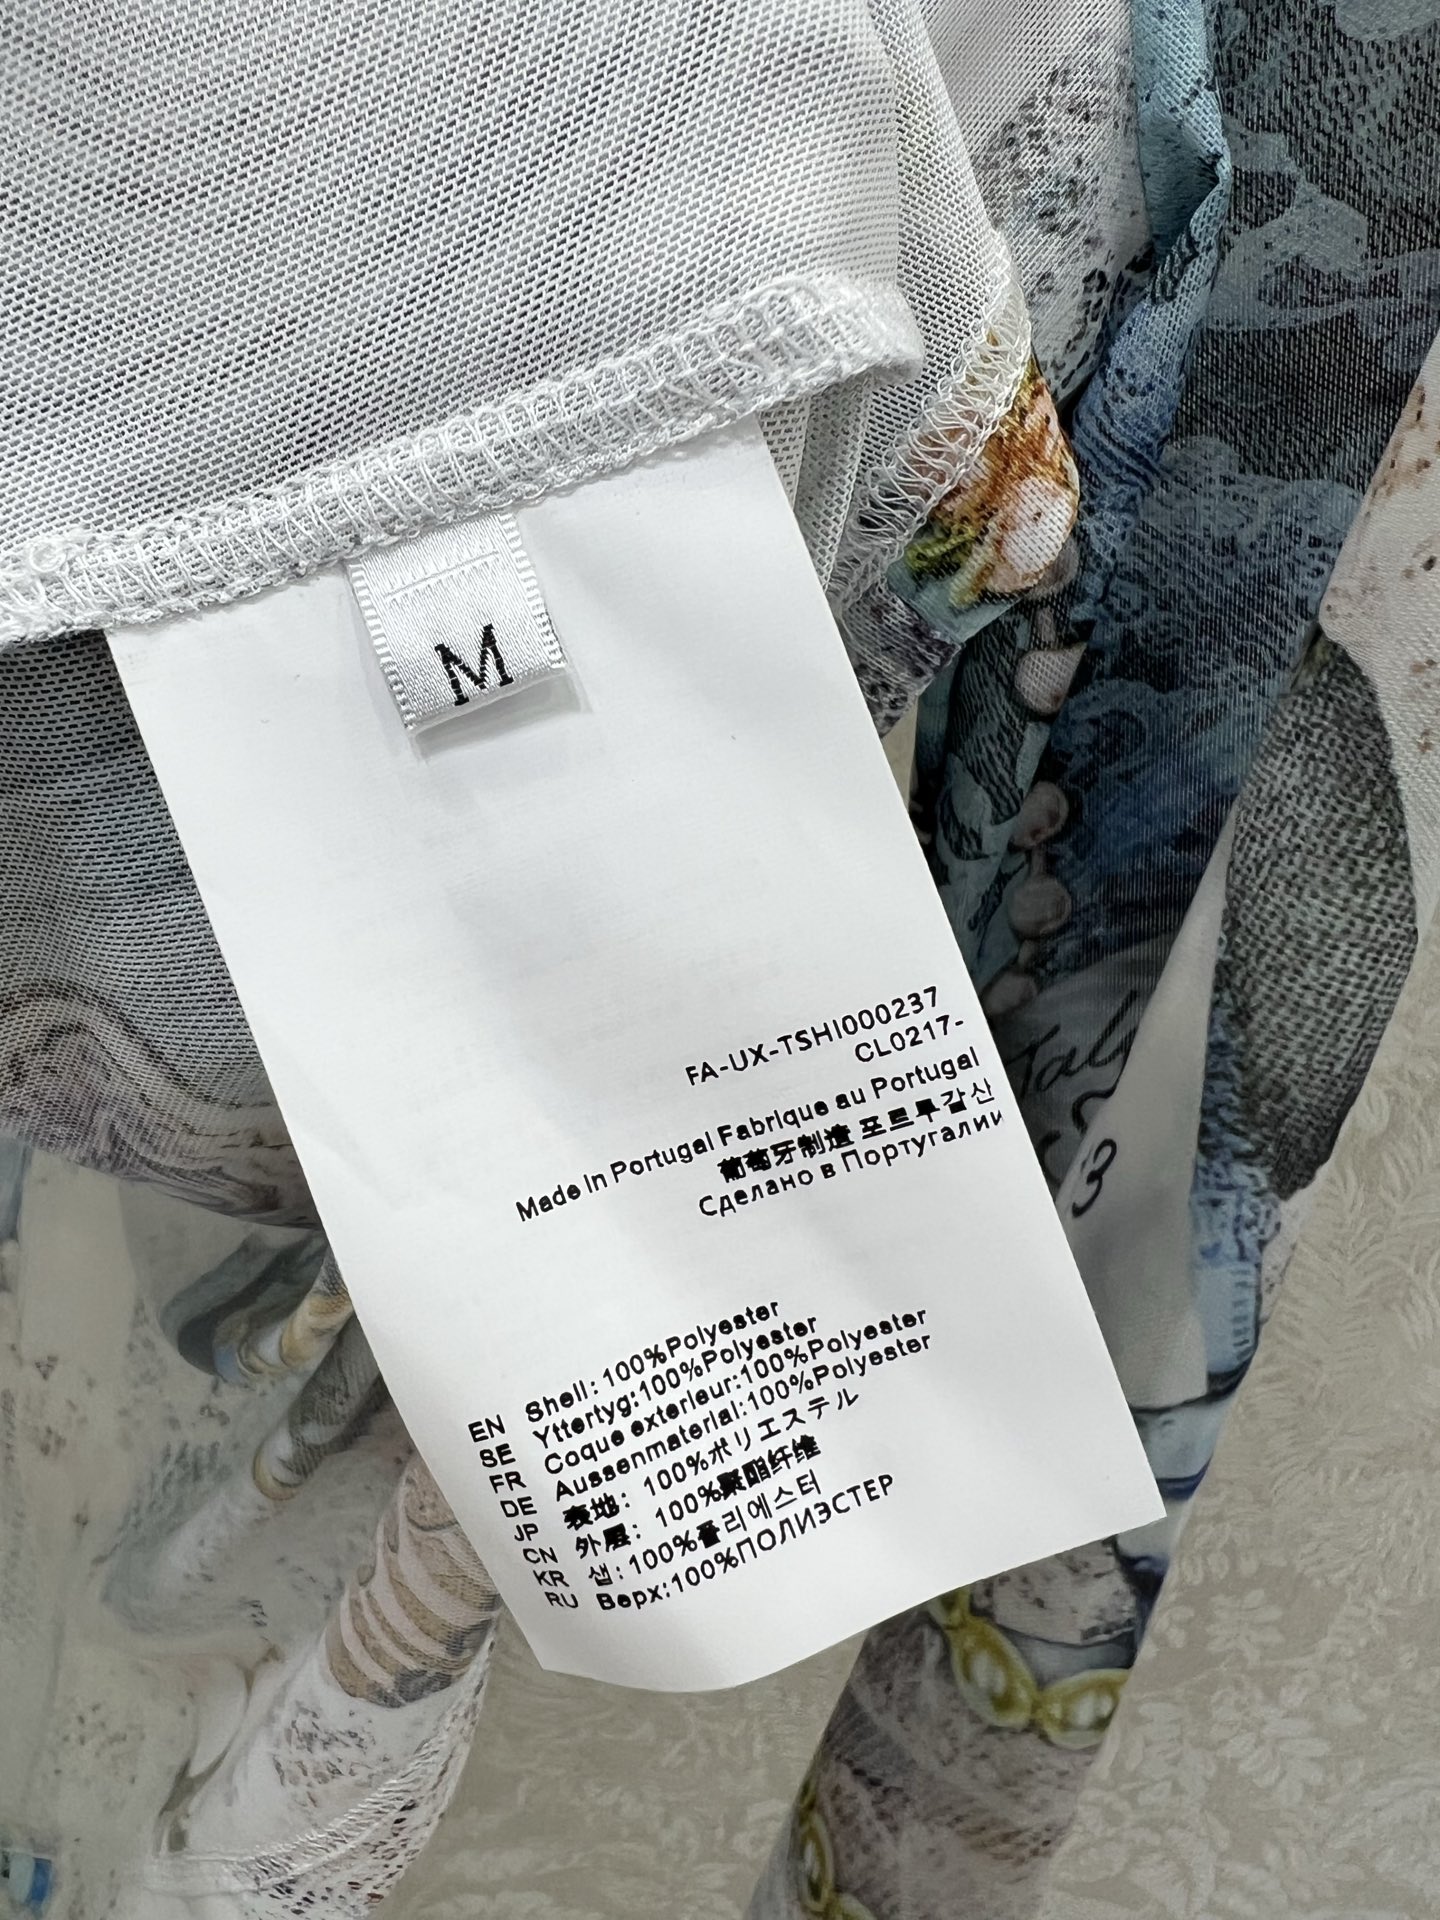 M
FA-UX-TSHI000237
CL0217-
Made in Portugal Fabrique au Portugal
葡萄牙制造 포르투갈산
Сделано в Португалии
EN Shell: 100%Polyester
SE Yttertyg:100%Polyester
FR Coque exterieur:100%Polyester
DE Aussenmaterial:100%Polyester
JP 表地: 100%ポリエステル
CN 外层: 100%聚酯纤维
KR 샙:100%폴리에스터
RU Верх:100%ПОЛИЭСТЕР
3